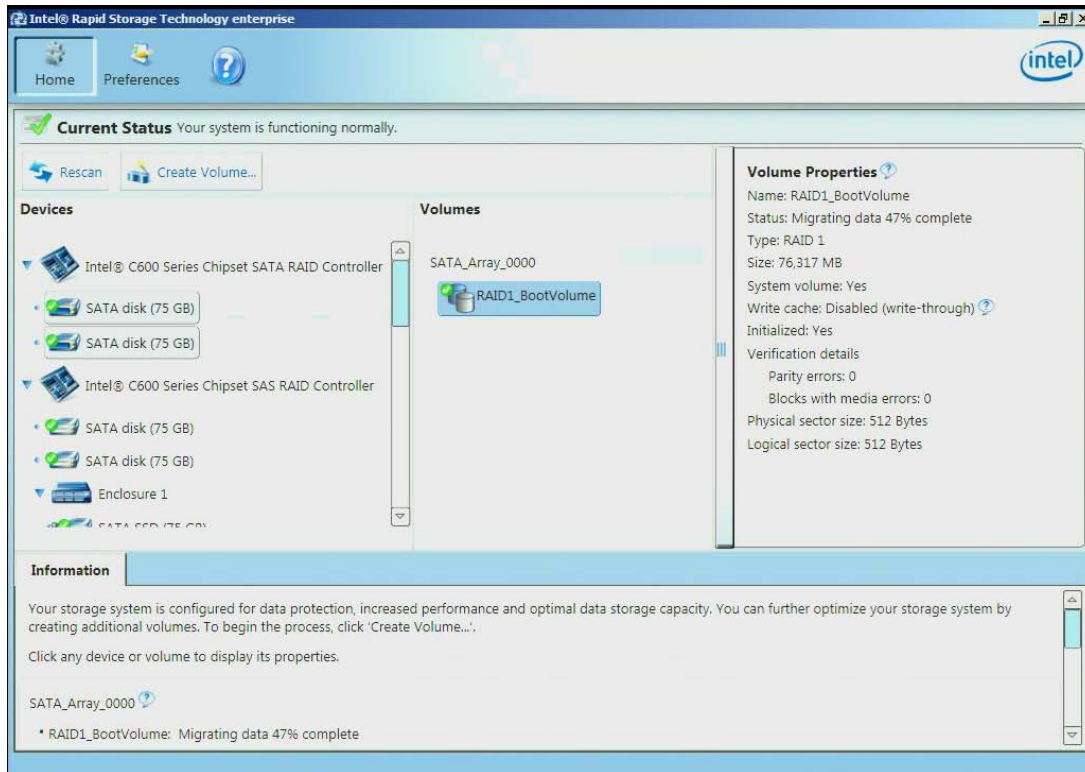 Intel® Rapid Storage Technology enterprise
Home
Preferences
intel
Current Status Your system is functioning normally.
Rescan
Create Volume...
Devices
Intel® C600 Series Chipset SATA RAID Controller
SATA disk (75 GB)
SATA disk (75 GB)
Intel® C600 Series Chipset SAS RAID Controller
SATA disk (75 GB)
SATA disk (75 GB)
Enclosure 1
SATA SSD (75 GB)
Volumes
SATA_Array_0000
RAID1_BootVolume
Volume Properties
Name: RAID1_BootVolume
Status: Migrating data 47% complete
Type: RAID 1
Size: 76,317 MB
System volume: Yes
Write cache: Disabled (write-through)
Initialized: Yes
Verification details
Parity errors: 0
Blocks with media errors: 0
Physical sector size: 512 Bytes
Logical sector size: 512 Bytes
Information
Your storage system is configured for data protection, increased performance and optimal data storage capacity. You can further optimize your storage system by
creating additional volumes. To begin the process, click 'Create Volume...'.
Click any device or volume to display its properties.
SATA_Array_0000
• RAID1_BootVolume: Migrating data 47% complete